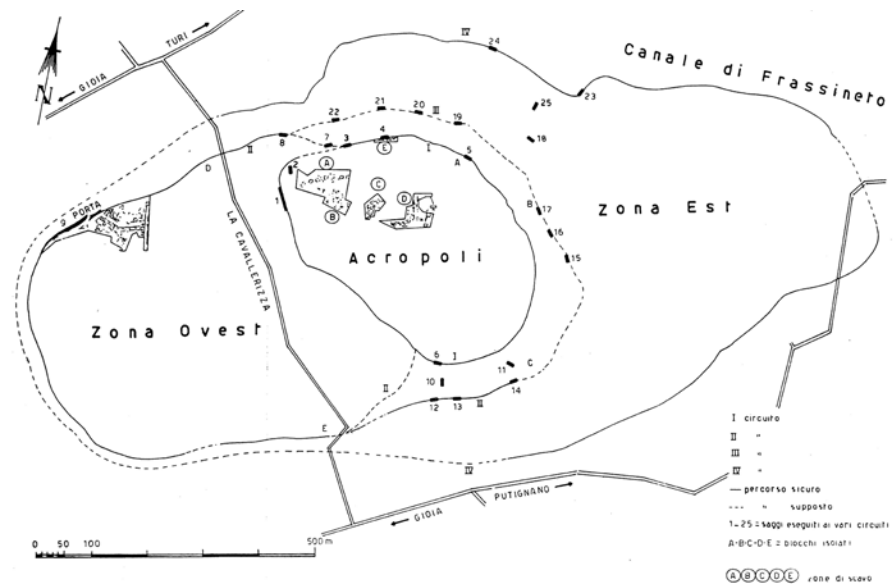 IV
24
Canale di Frassineto
TURI
GIOIA
N
25
23
22
21
20
III
19
18
8
7
3
4
E
I
A
5
II
D
2
A
C
D
B
1
9
PORTA
B
17
Zona Est
16
15
LA CAVALLERIZZA
Acropoli
Zona Ovest
6
I
11
C
10
14
II
12
13
III
E
IV
PUTIGNANO
GIOIA
0
50
100
500 m
I circuito
II "
III "
IV "
percorso sicuro
" supposto
1-25 = saggi eseguiti ai vari circuiti
A-B-C-D-E = blocchi isolati
A B C D E zone di scavo